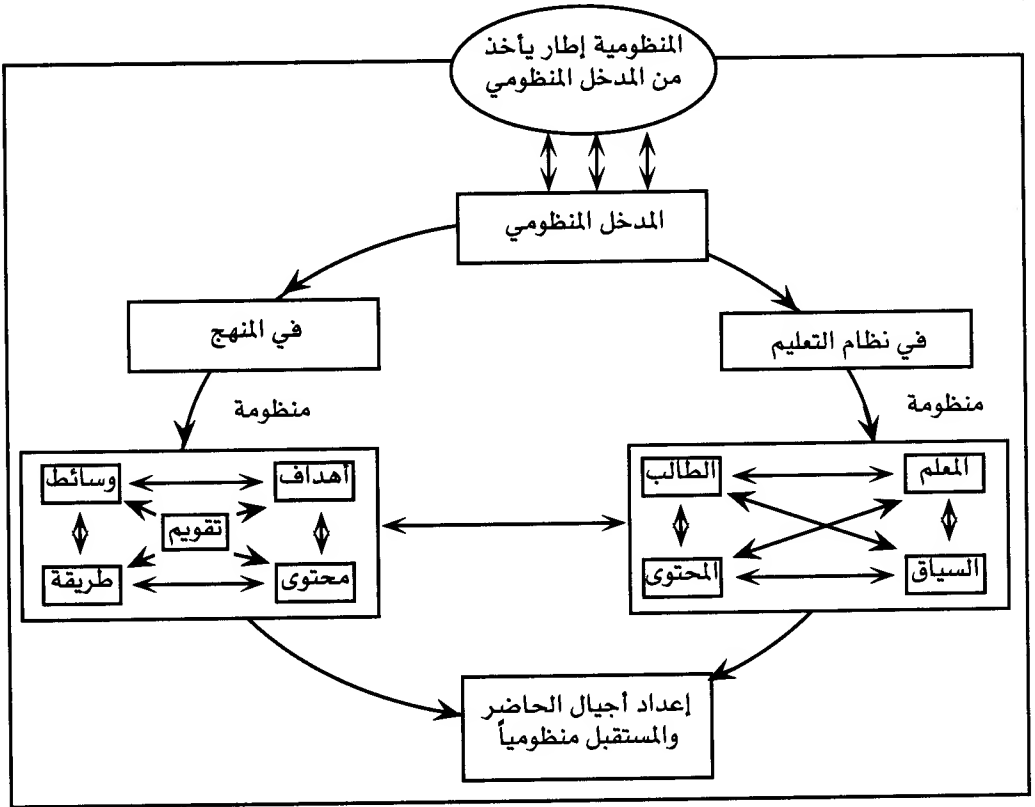 المنظومية إطار يأخذ
من المدخل المنظومي
المدخل المنظومي
في نظام التعليم
في المنهج
منظومة
منظومة
المعلم
الطالب
السياق
المحتوى
أهداف
وسائط
تقويم
محتوى
طريقة
إعداد أجيال الحاضر
والمستقبل منظومياً